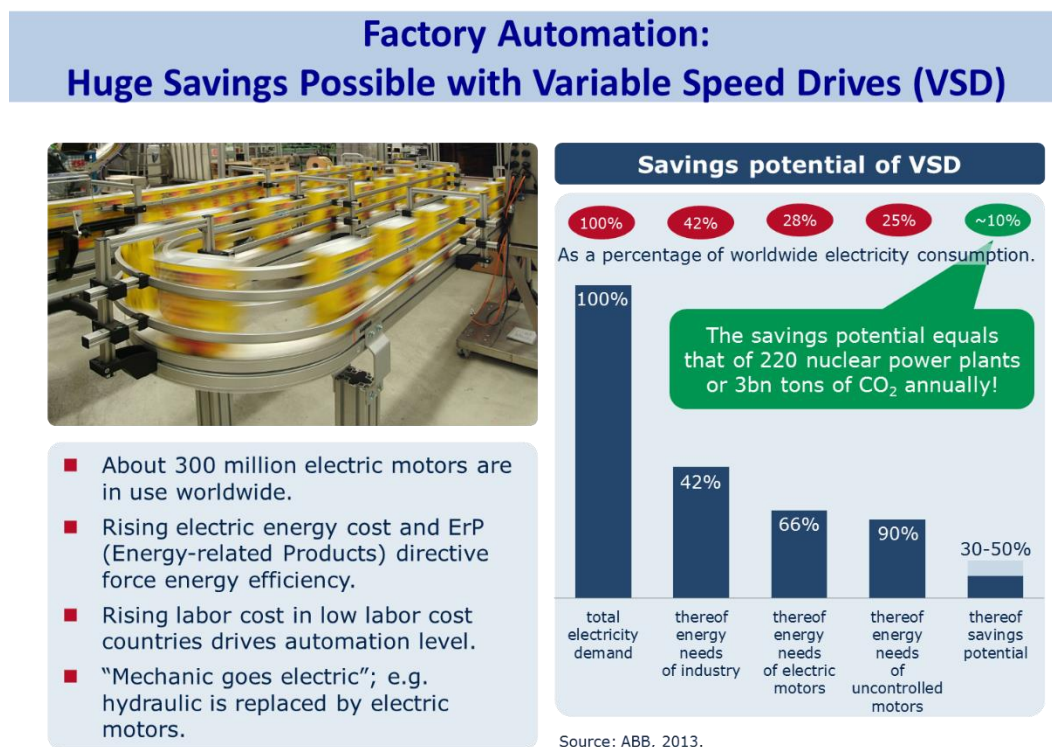 Factory Automation:
Huge Savings Possible with Variable Speed Drives (VSD)
Savings potential of VSD
100% 42% 28% 25% ~10%
As a percentage of worldwide electricity consumption.
100%
The savings potential equals
that of 220 nuclear power plants
or 3bn tons of CO₂ annually!
42%
66%
90%
30-50%
total
electricity
demand
thereof
energy
needs
of industry
thereof
energy
needs
of electric
motors
thereof
energy
needs
of
uncontrolled
motors
thereof
savings
potential
■ About 300 million electric motors are
in use worldwide.
■ Rising electric energy cost and ErP
(Energy-related Products) directive
force energy efficiency.
■ Rising labor cost in low labor cost
countries drives automation level.
■ “Mechanic goes electric”; e.g.
hydraulic is replaced by electric
motors.
Source: ABB, 2013.